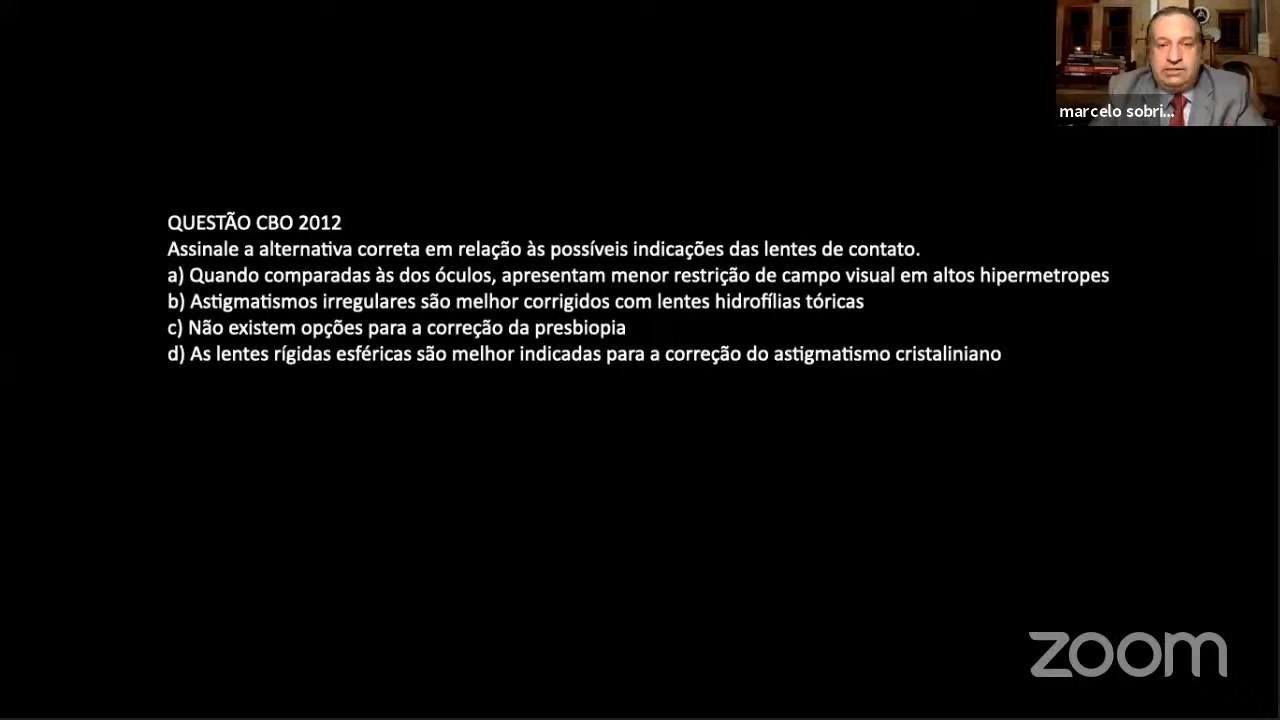 marcelo sobri...
QUESTÃO CBO 2012
Assinale a alternativa correta em relação às possíveis indicações das lentes de contato.
a) Quando comparadas às dos óculos, apresentam menor restrição de campo visual em altos hipermetropes
b) Astigmatismos irregulares são melhor corrigidos com lentes hidrofílias tóricas
c) Não existem opções para a correção da presbiopia
d) As lentes rígidas esféricas são melhor indicadas para a correção do astigmatismo cristaliniano
zoom